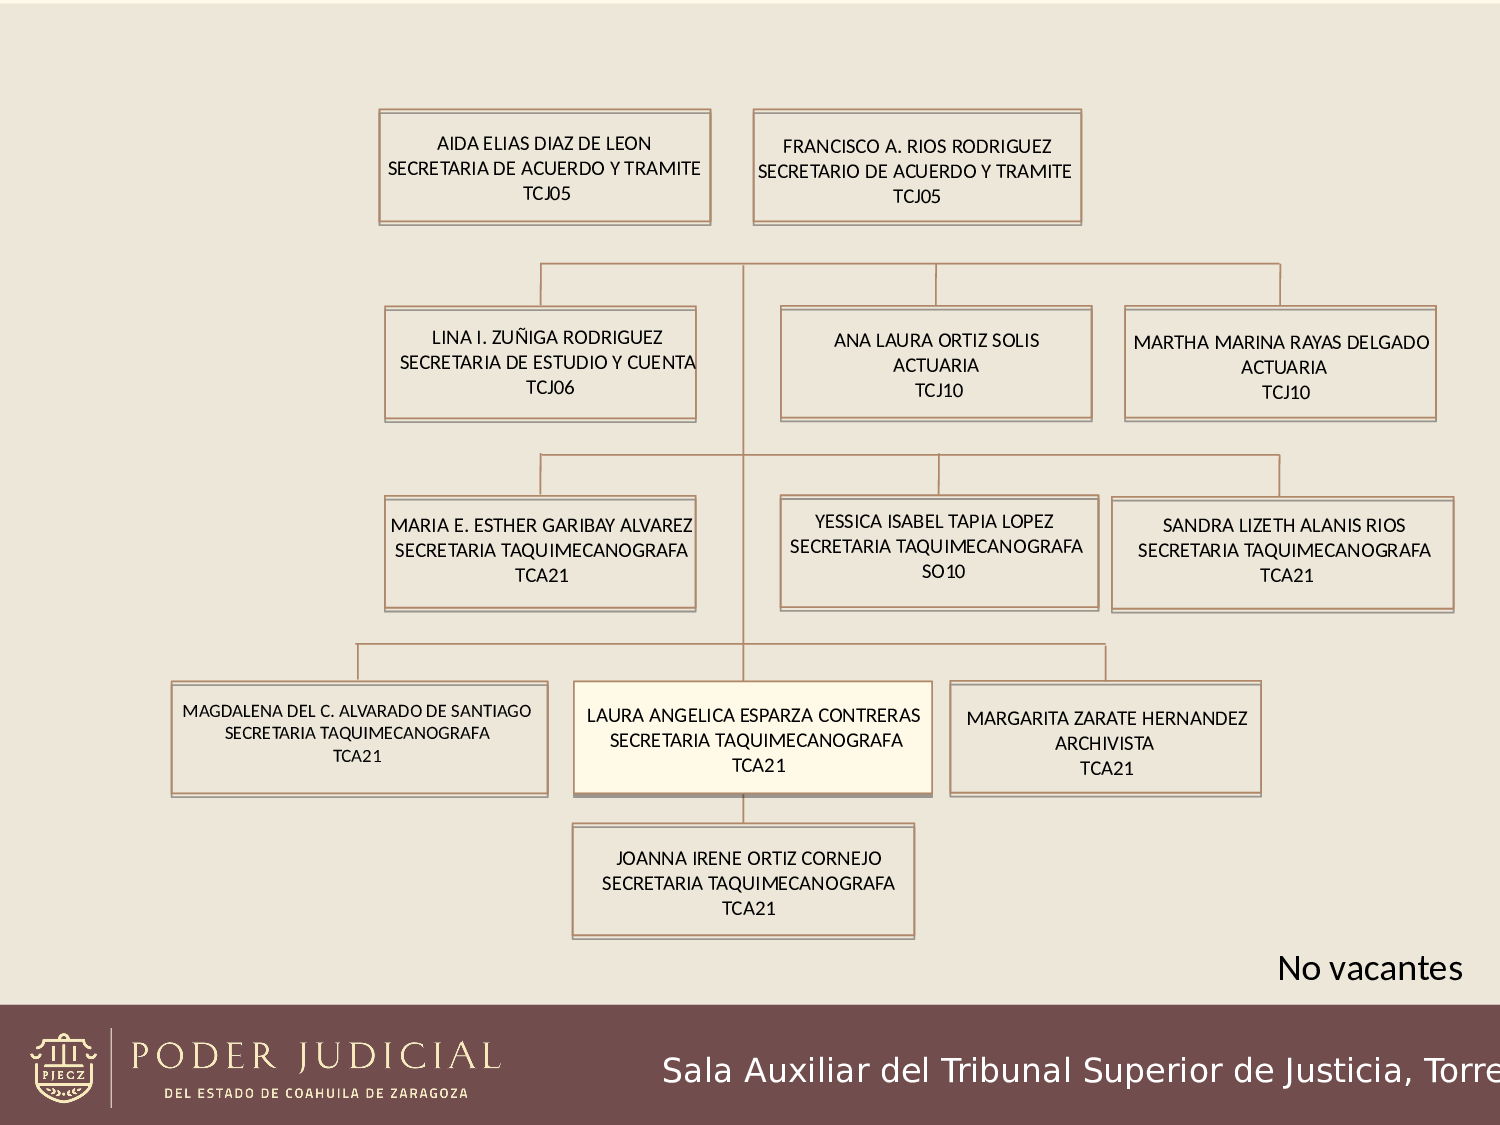 AIDA ELIAS DIAZ DE LEON
SECRETARIA DE ACUERDO Y TRAMITE
TCJ05
FRANCISCO A. RIOS RODRIGUEZ
SECRETARIO DE ACUERDO Y TRAMITE
TCJ05
LINA I. ZUÑIGA RODRIGUEZ
SECRETARIA DE ESTUDIO Y CUENTA
TCJ06
ANA LAURA ORTIZ SOLIS
ACTUARIA
TCJ10
MARTHA MARINA RAYAS DELGADO
ACTUARIA
TCJ10
MARIA E. ESTHER GARIBAY ALVAREZ
SECRETARIA TAQUIMECANOGRAFA
TCA21
YESSICA ISABEL TAPIA LOPEZ
SECRETARIA TAQUIMECANOGRAFA
SO10
SANDRA LIZETH ALANIS RIOS
SECRETARIA TAQUIMECANOGRAFA
TCA21
MAGDALENA DEL C. ALVARADO DE SANTIAGO
SECRETARIA TAQUIMECANOGRAFA
TCA21
LAURA ANGELICA ESPARZA CONTRERAS
SECRETARIA TAQUIMECANOGRAFA
TCA21
MARGARITA ZARATE HERNANDEZ
ARCHIVISTA
TCA21
JOANNA IRENE ORTIZ CORNEJO
SECRETARIA TAQUIMECANOGRAFA
TCA21
No vacantes
PJECZ
PODER JUDICIAL
DEL ESTADO DE COAHUILA DE ZARAGOZA
Sala Auxiliar del Tribunal Superior de Justicia, Torre